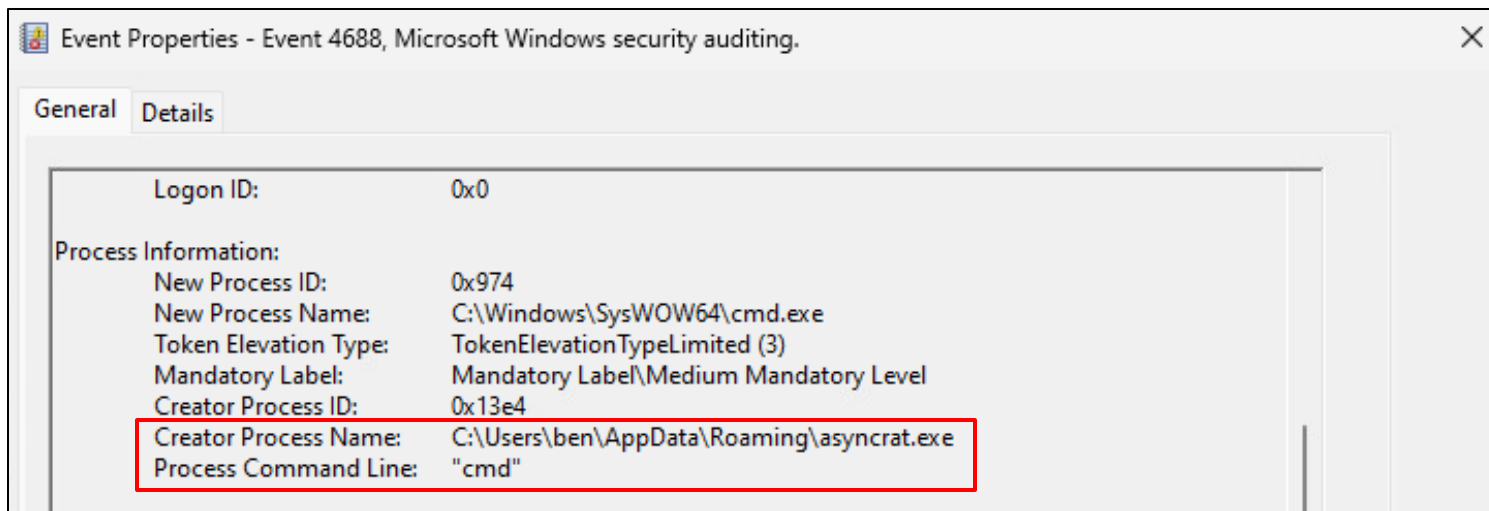 Event Properties - Event 4688, Microsoft Windows security auditing.
General Details
Logon ID: 0x0
Process Information:
New Process ID: 0x974
New Process Name: C:\Windows\SysWOW64\cmd.exe
Token Elevation Type: TokenElevationTypeLimited (3)
Mandatory Label: Mandatory Label\Medium Mandatory Level
Creator Process ID: 0x13e4
Creator Process Name: C:\Users\ben\AppData\Roaming\asyncrat.exe
Process Command Line: "cmd"